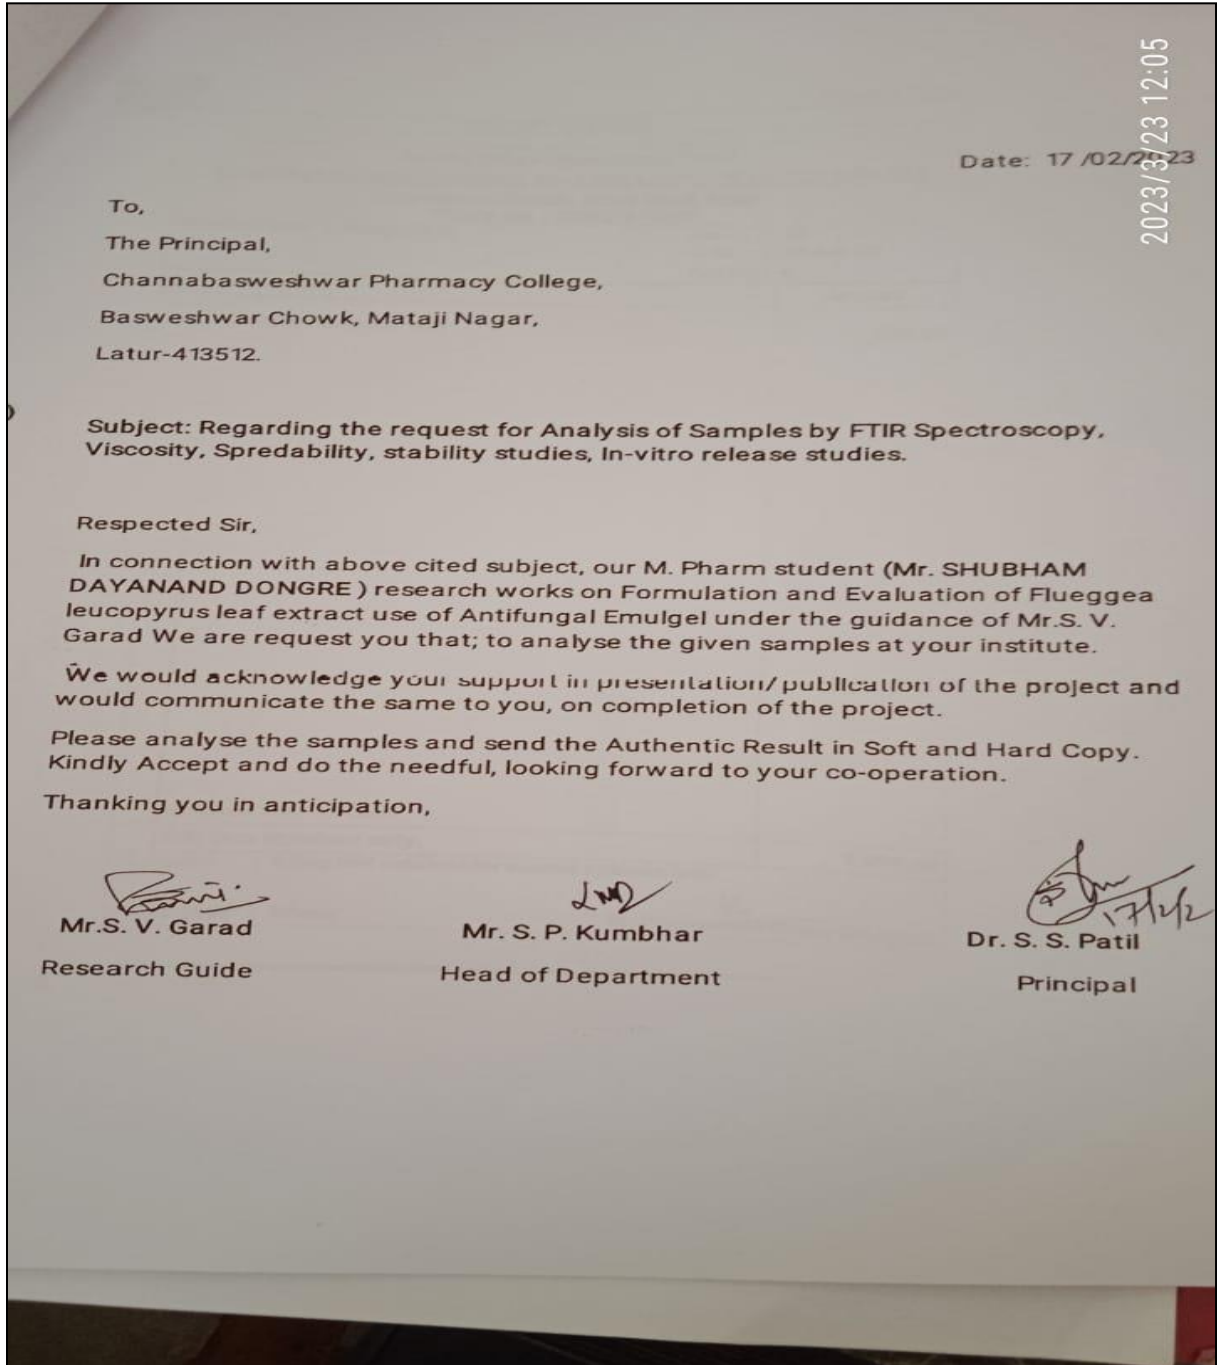 2023/3/23 12:05
Date: 17 /02/2023
To,
The Principal,
Channabasweshwar Pharmacy College,
Basweshwar Chowk, Mataji Nagar,
Latur-413512.
Subject: Regarding the request for Analysis of Samples by FTIR Spectroscopy,
Viscosity, Spredability, stability studies, In-vitro release studies.
Respected Sir,
In connection with above cited subject, our M. Pharm student (Mr. SHUBHAM
DAYANAND DONGRE ) research works on Formulation and Evaluation of Flueggea
leucopyrus leaf extract use of Antifungal Emulgel under the guidance of Mr.S. V.
Garad We are request you that; to analyse the given samples at your institute.
We would acknowledge your support in presentation/publication of the project and
would communicate the same to you, on completion of the project.
Please analyse the samples and send the Authentic Result in Soft and Hard Copy.
Kindly Accept and do the needful, looking forward to your co-operation.
Thanking you in anticipation,
17/2/2
Mr.S. V. Garad Mr. S. P. Kumbhar Dr. S. S. Patil
Research Guide Head of Department Principal